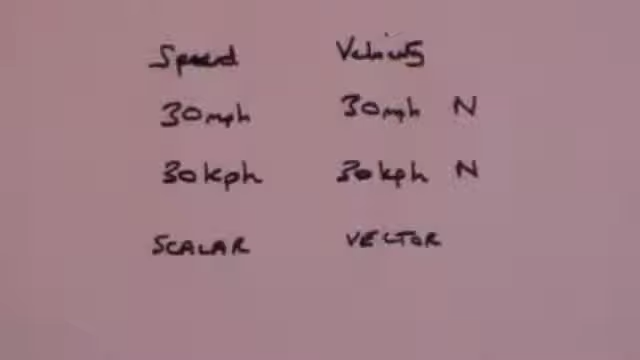 Speed Velocity
30mph 30mph N
30kph 30kph N
SCALAR VECTOR